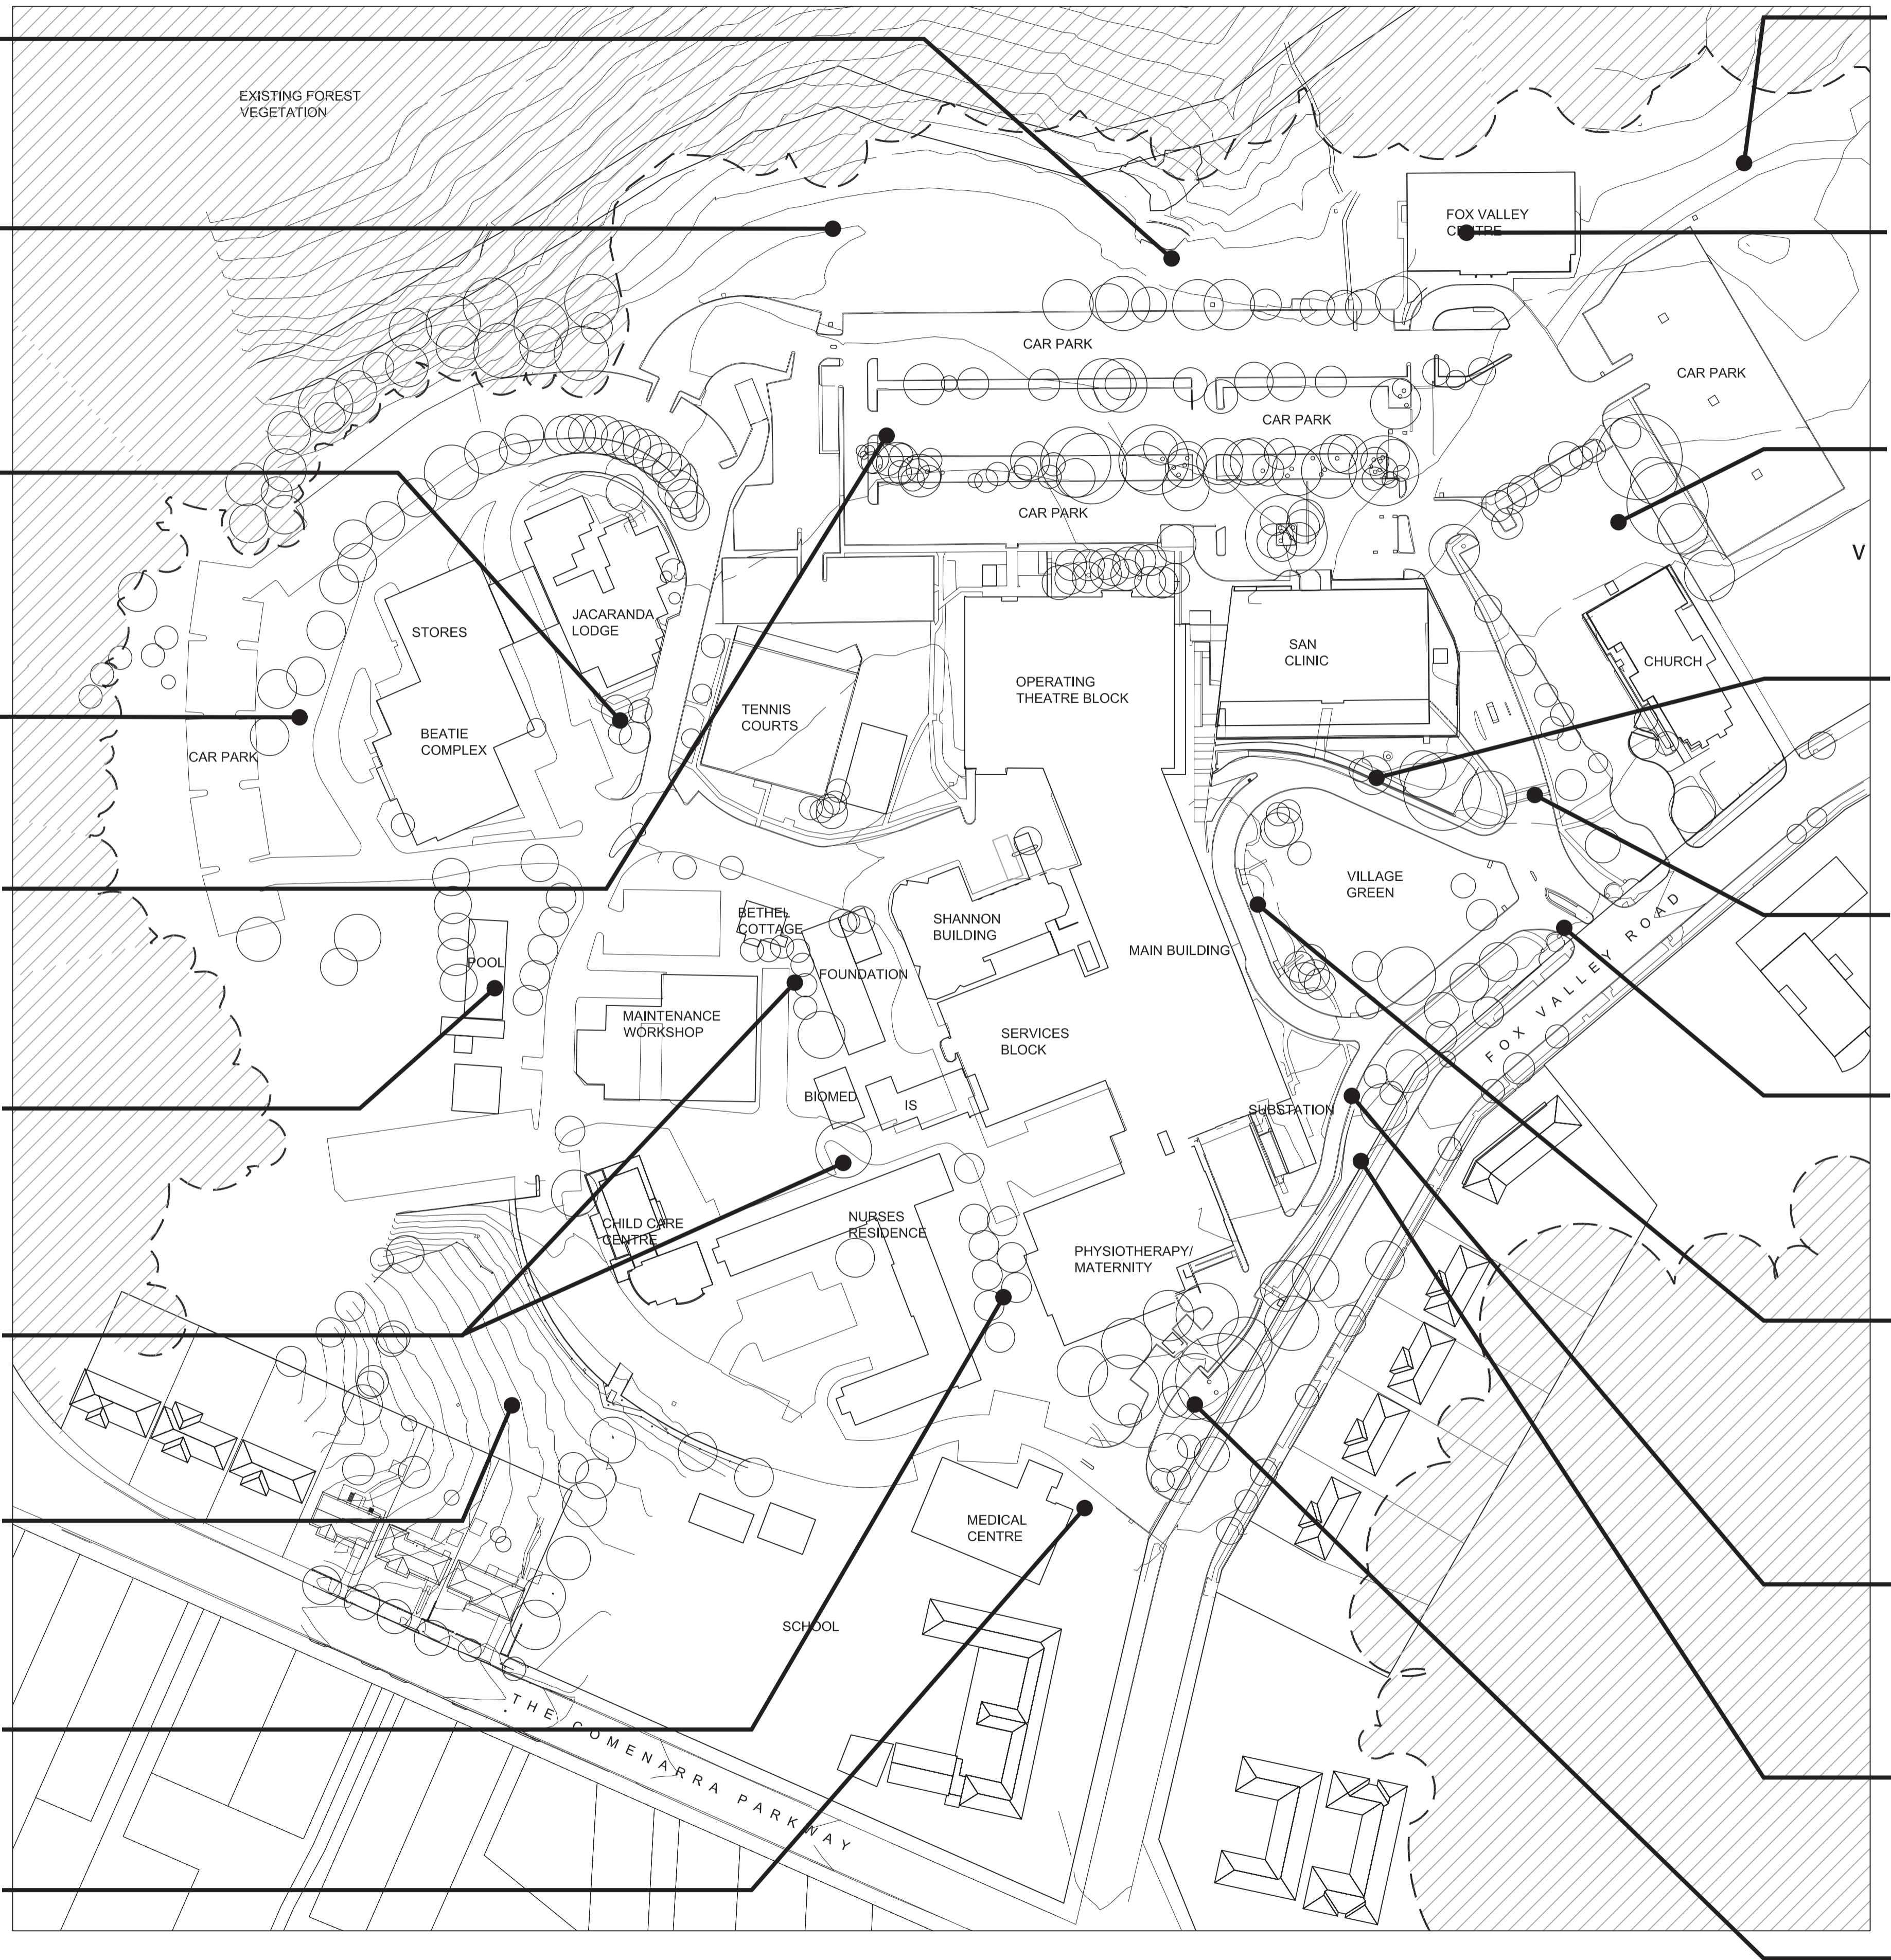 EXISTING FOREST
VEGETATION
FOX VALLEY
CENTRE
CAR PARK
CAR PARK
CAR PARK
CAR PARK
V
JACARANDA
LODGE
STORES
SAN
CLINIC
CHURCH
OPERATING
THEATRE BLOCK
TENNIS
COURTS
BEATIE
COMPLEX
CAR PARK
VILLAGE
GREEN
BETHEL
COTTAGE
SHANNON
BUILDING
MAIN BUILDING
POOL
FOUNDATION
FOX VALLEY ROAD
MAINTENANCE
WORKSHOP
SERVICES
BLOCK
BIOMED
IS
SUBSTATION
CHILD CARE
CENTRE
NURSES
RESIDENCE
PHYSIOTHERAPY/
MATERNITY
MEDICAL
CENTRE
SCHOOL
THE COMENARRA PARKWAY